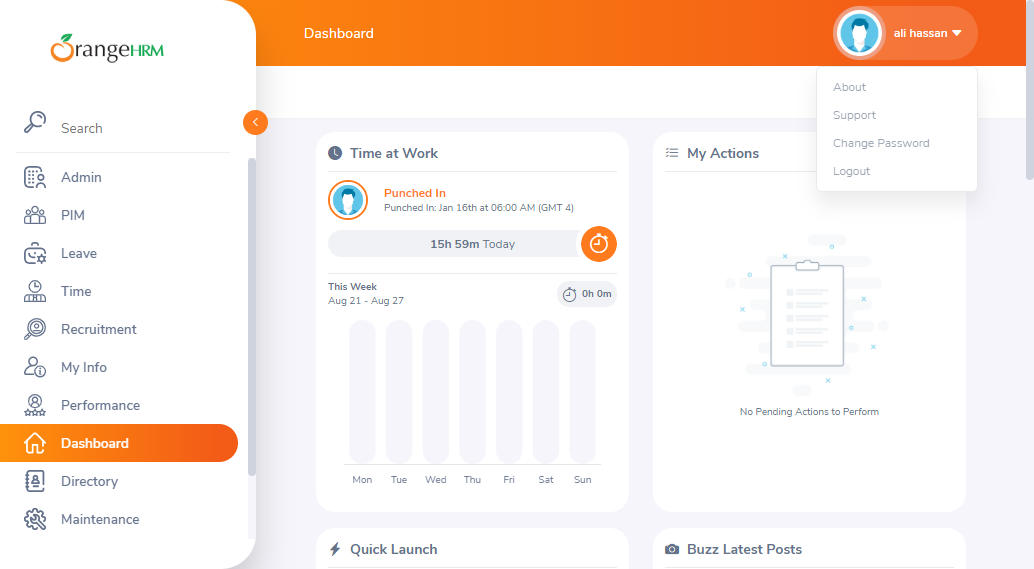 OrangeHRM
Search
Admin
PIM
Leave
Time
Recruitment
My Info
Performance
Dashboard
Directory
Maintenance
Dashboard
ali hassan
About
Support
Change Password
Logout
Time at Work
Punched In
Punched In: Jan 16th at 06:00 AM (GMT 4)
15h 59m Today
This Week
Aug 21 - Aug 27
0h 0m
Mon Tue Wed Thu Fri Sat Sun
My Actions
No Pending Actions to Perform
Quick Launch
Buzz Latest Posts